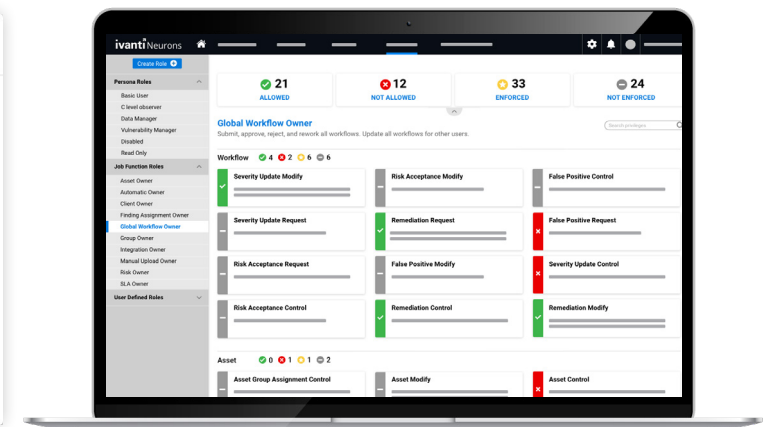 ivanti Neurons
Create Role
Persona Roles
Basic User
C level observer
Data Manager
Vulnerability Manager
Disabled
Read Only
Job Function Roles
Asset Owner
Automatic Owner
Client Owner
Finding Assignment Owner
Global Workflow Owner
Group Owner
Integration Owner
Manual Upload Owner
Risk Owner
SLA Owner
User Defined Roles
21
ALLOWED
12
NOT ALLOWED
33
ENFORCED
24
NOT ENFORCED
Global Workflow Owner
Submit, approve, reject, and rework all workflows. Update all workflows for other users.
Search privileges
Workflow 4 2 6 6
Severity Update Modify
Risk Acceptance Modify
False Positive Control
Severity Update Request
Remediation Request
False Positive Request
Risk Acceptance Request
False Positive Modify
Severity Update Control
Risk Acceptance Control
Remediation Control
Remediation Modify
Asset 0 1 1 2
Asset Group Assignment Control
Asset Modify
Asset Control